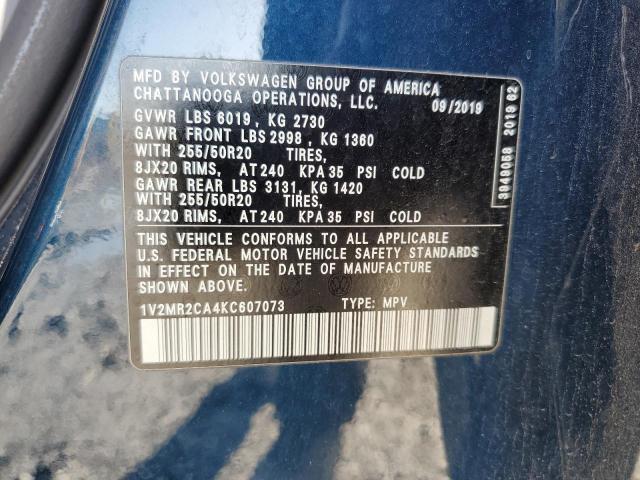 MFD BY VOLKSWAGEN GROUP OF AMERICA
CHATTANOOGA OPERATIONS, LLC. 09/2019
GVWR LBS 6019, KG 2730
GAWR FRONT LBS 2998, KG 1360
WITH 255/50R20 TIRES,
8JX20 RIMS, AT 240 KPA 35 PSI COLD
GAWR REAR LBS 3131, KG 1420
WITH 255/50R20 TIRES,
8JX20 RIMS, AT 240 KPA 35 PSI COLD
THIS VEHICLE CONFORMS TO ALL APPLICABLE
U.S. FEDERAL MOTOR VEHICLE SAFETY STANDARDS
IN EFFECT ON THE DATE OF MANUFACTURE
SHOWN ABOVE.
1V2MR2CA4KC607073 TYPE: MPV
3949058 2019 62